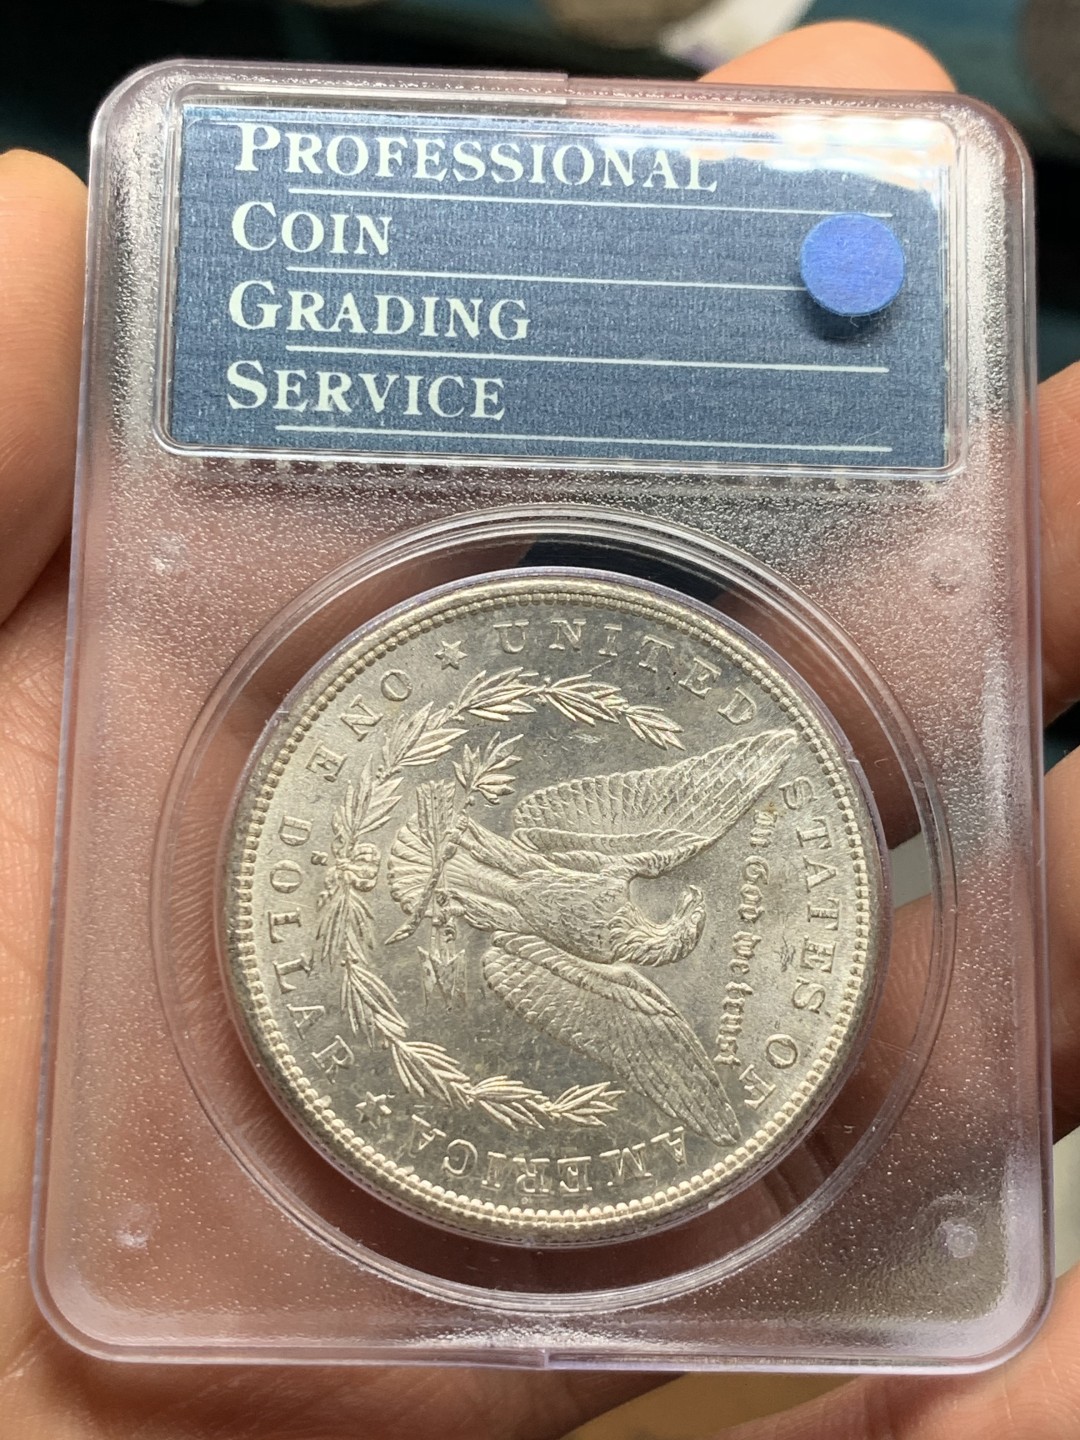 PROFESSIONAL
COIN
GRADING
SERVICE
UNITED STATES OF AMERICA
In God we trust
ONE DOLLAR
S